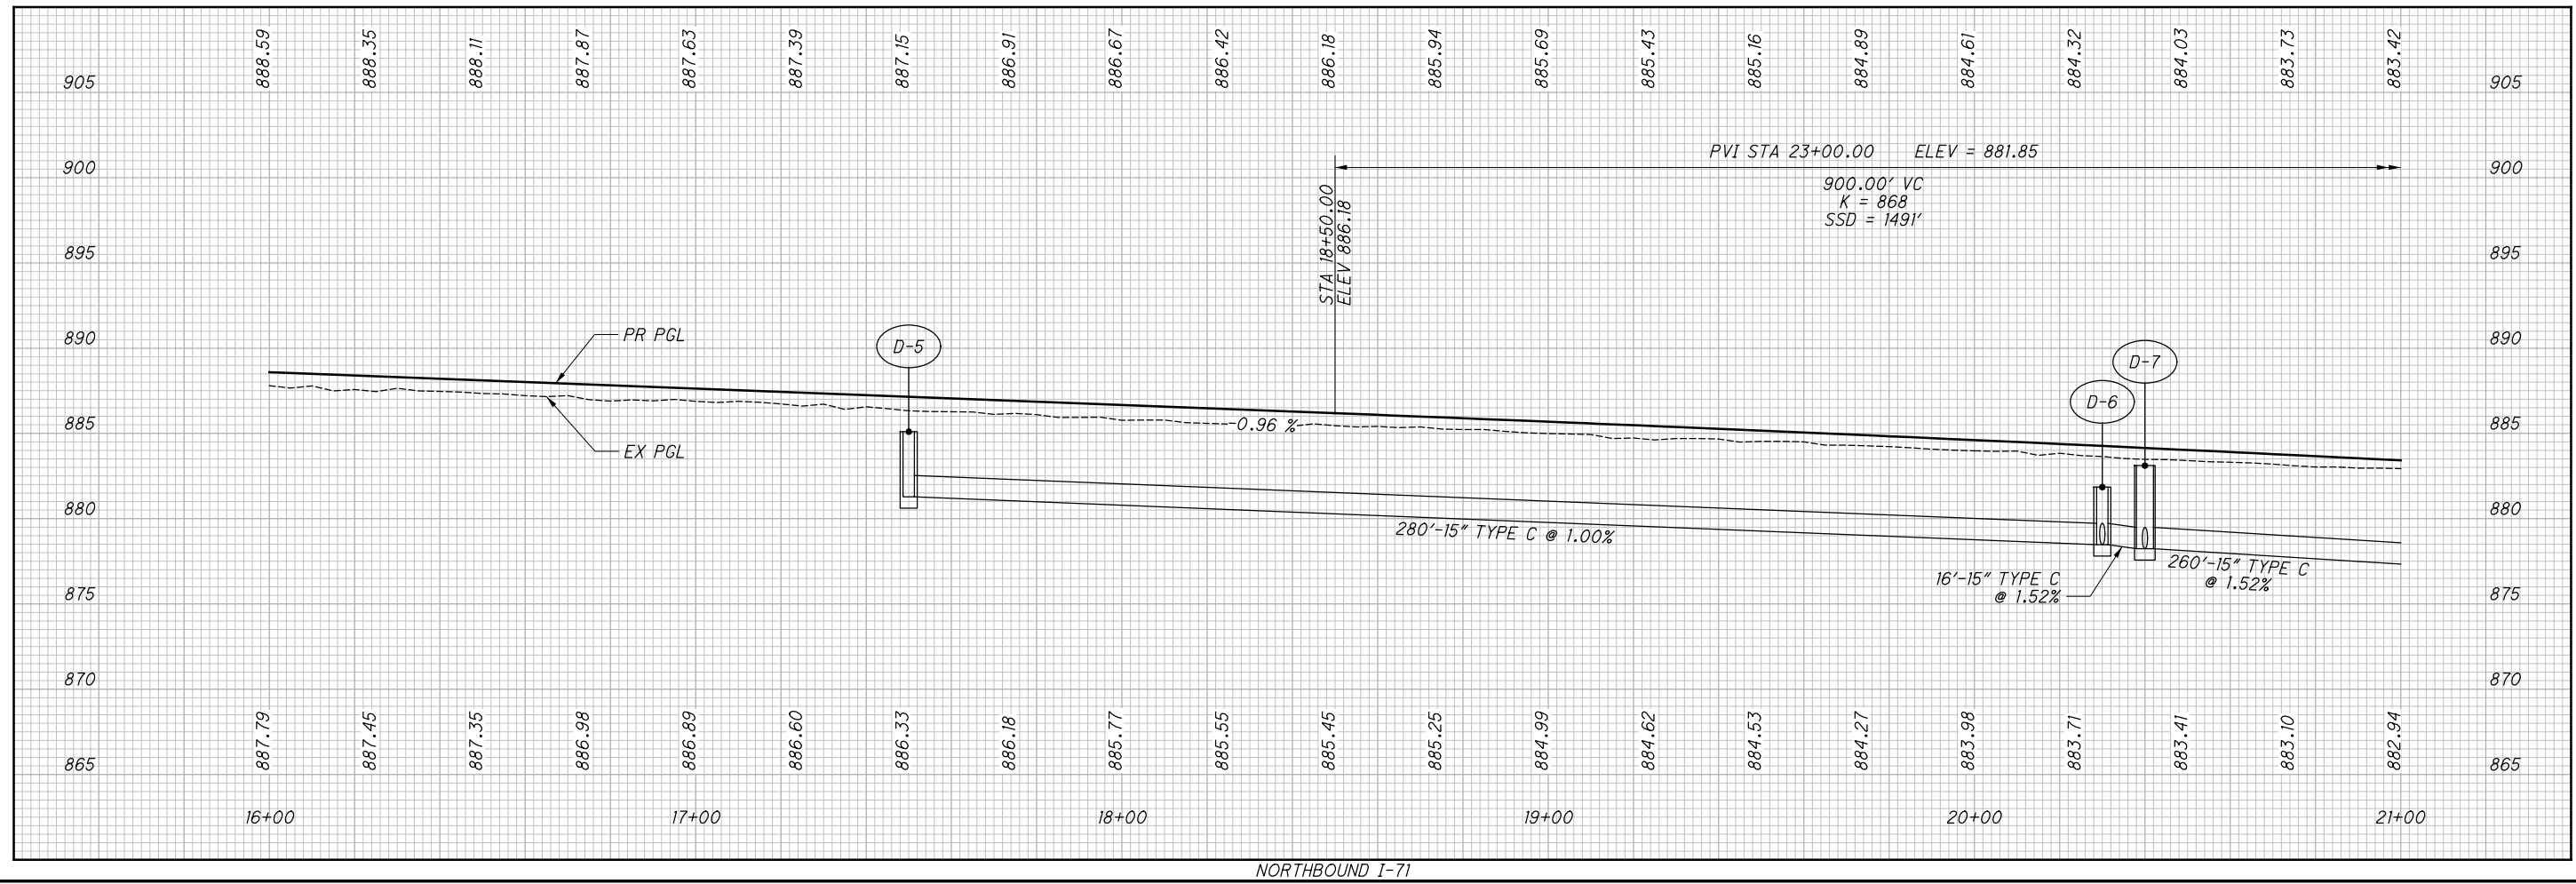 888.59 888.35 888.11 887.87 887.63 887.39 887.15 886.91 886.67 886.42 886.18 885.94 885.69 885.43 885.16 884.89 884.61 884.32 884.03 883.73 883.42
905 905
PVI STA 23+00.00 ELEV = 881.85
900 900
900.00' VC
K = 868
SSD = 1491'
STA 18+50.00
ELEV 886.18
895 895
890 890
PR PGL
D-5
D-7
D-6
885 885
-0.96 %
EX PGL
880 880
280'-15" TYPE C @ 1.00%
260'-15" TYPE C
@ 1.52%
16'-15" TYPE C
@ 1.52%
875 875
870 870
887.79 887.45 887.35 886.98 886.89 886.60 886.33 886.18 885.77 885.55 885.45 885.25 884.99 884.62 884.53 884.27 883.98 883.71 883.41 883.10 882.94
865 865
16+00 17+00 18+00 19+00 20+00 21+00
NORTHBOUND I-71